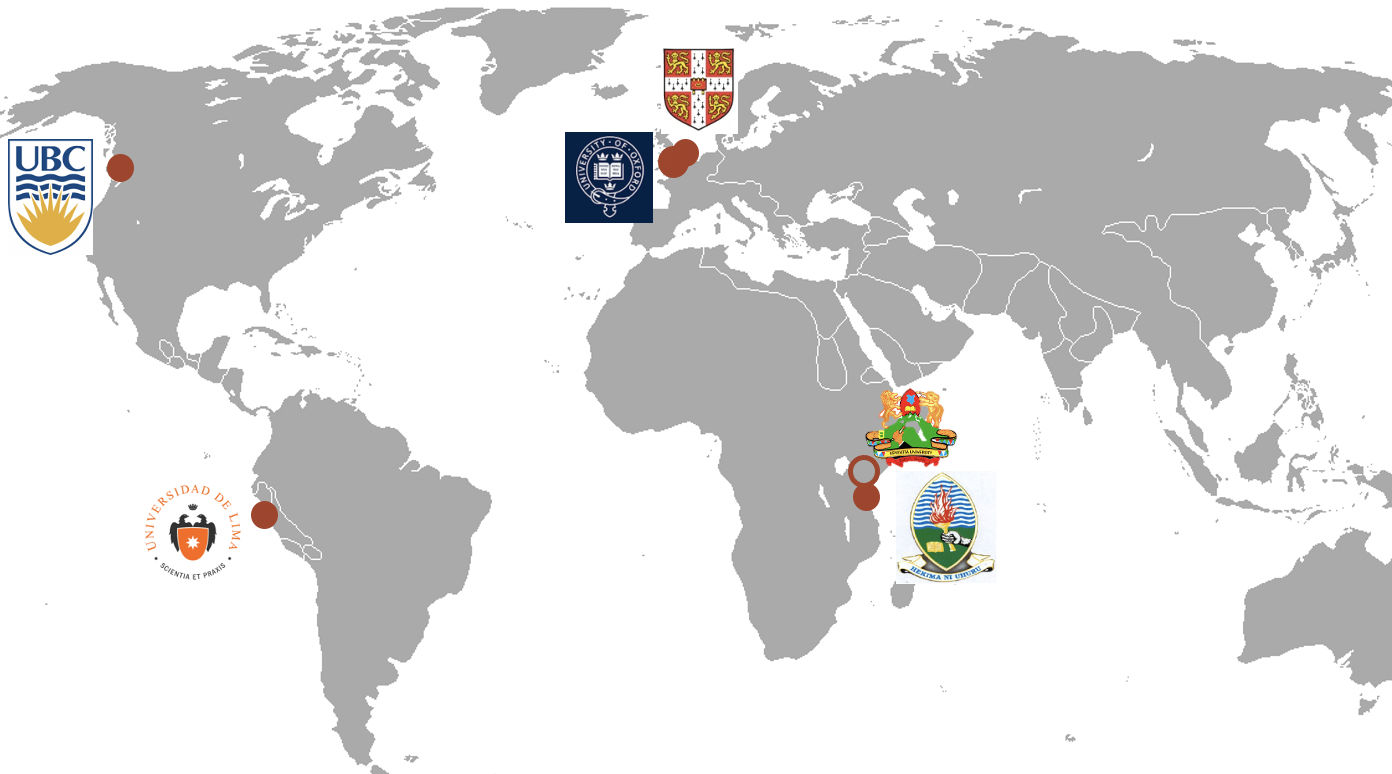 UBC
UNIVERSITY · OF · OXFORD
KENYATTA UNIVERSITY
UNIVERSIDAD DE LIMA
• SCIENTIA ET PRAXIS •
HEKIMA NI UHURU